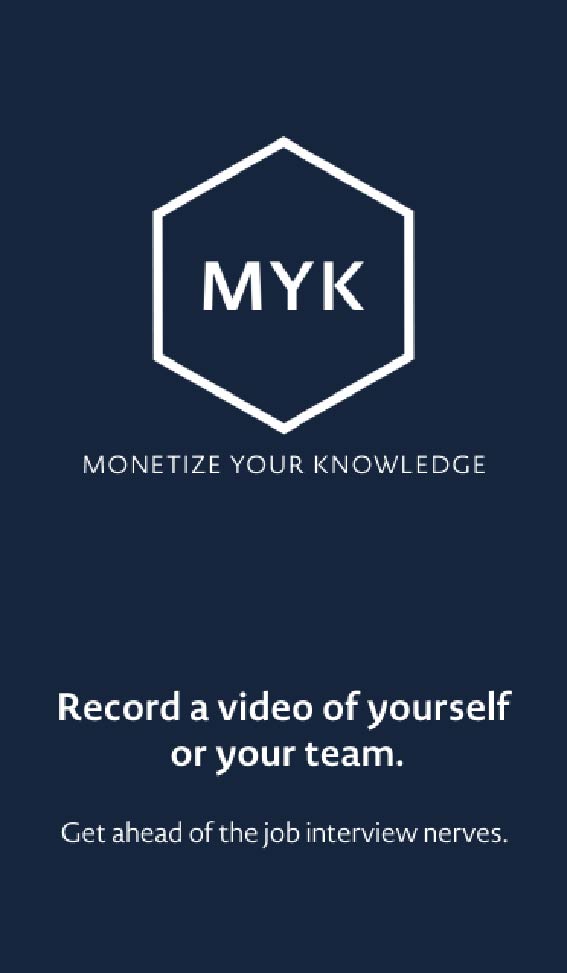 MYK
MONETIZE YOUR KNOWLEDGE
Record a video of yourself
or your team.
Get ahead of the job interview nerves.